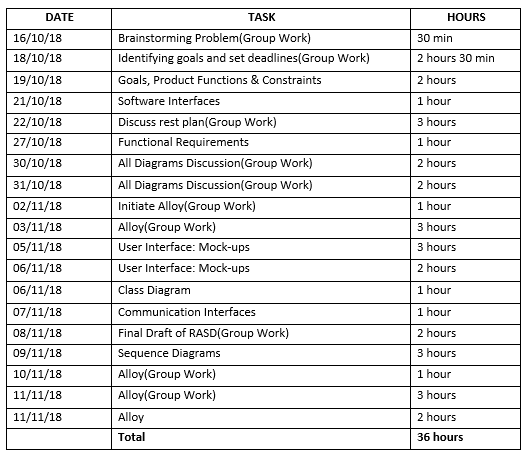 DATE TASK HOURS
16/10/18 Brainstorming Problem(Group Work) 30 min
18/10/18 Identifying goals and set deadlines(Group Work) 2 hours 30 min
19/10/18 Goals, Product Functions & Constraints 2 hours
21/10/18 Software Interfaces 1 hour
22/10/18 Discuss rest plan(Group Work) 3 hours
27/10/18 Functional Requirements 1 hour
30/10/18 All Diagrams Discussion(Group Work) 2 hours
31/10/18 All Diagrams Discussion(Group Work) 2 hours
02/11/18 Initiate Alloy(Group Work) 1 hour
03/11/18 Alloy(Group Work) 3 hours
05/11/18 User Interface: Mock-ups 3 hours
06/11/18 User Interface: Mock-ups 2 hours
06/11/18 Class Diagram 1 hour
07/11/18 Communication Interfaces 1 hour
08/11/18 Final Draft of RASD(Group Work) 2 hours
09/11/18 Sequence Diagrams 3 hours
10/11/18 Alloy(Group Work) 1 hour
11/11/18 Alloy(Group Work) 3 hours
11/11/18 Alloy 2 hours
Total 36 hours